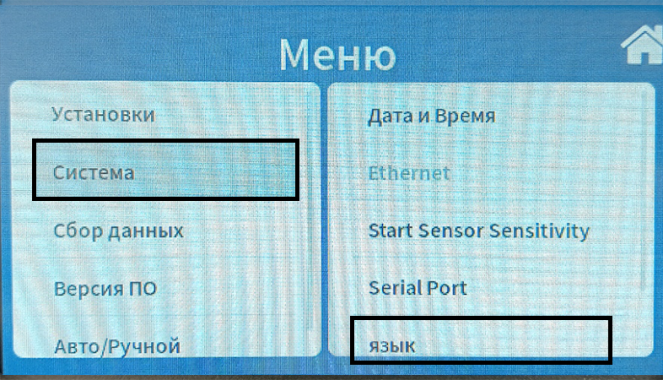 Меню
Установки
Система
Сбор данных
Версия ПО
Авто/Ручной
Дата и Время
Ethernet
Start Sensor Sensitivity
Serial Port
язык